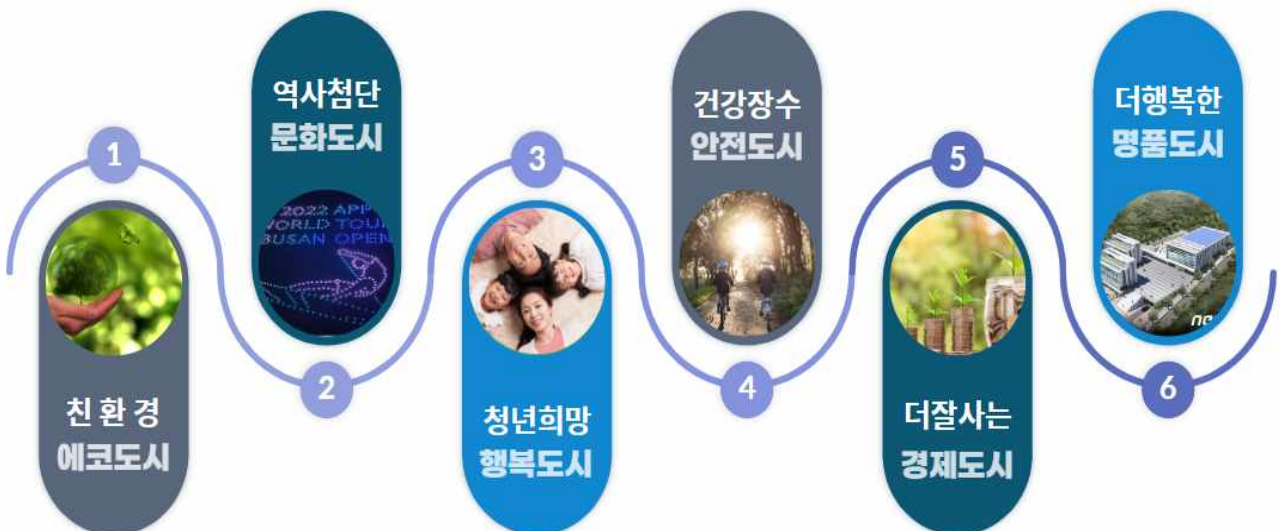 1
친 환 경
에코도시
역사첨단
문화도시
2022 API
WORLD TOUR
BUSAN OPEN
2
3
청년희망
행복도시
건강장수
안전도시
4
5
더잘사는
경제도시
더행복한
명품도시
6